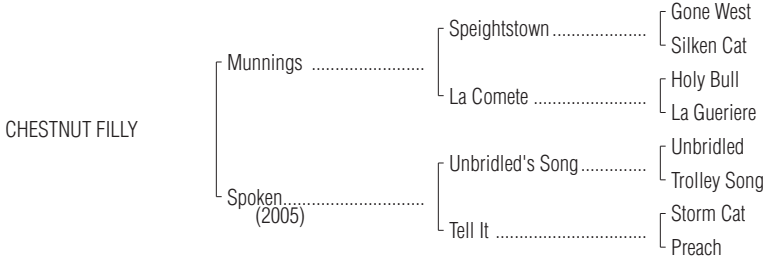 Gone West
Speightstown ....................
Silken Cat
Munnings ........................
Holy Bull
La Comete ........................
La Gueriere
CHESTNUT FILLY
Unbridled
Unbridled's Song..............
Trolley Song
Spoken..............................
(2005)
Storm Cat
Tell It ................................
Preach